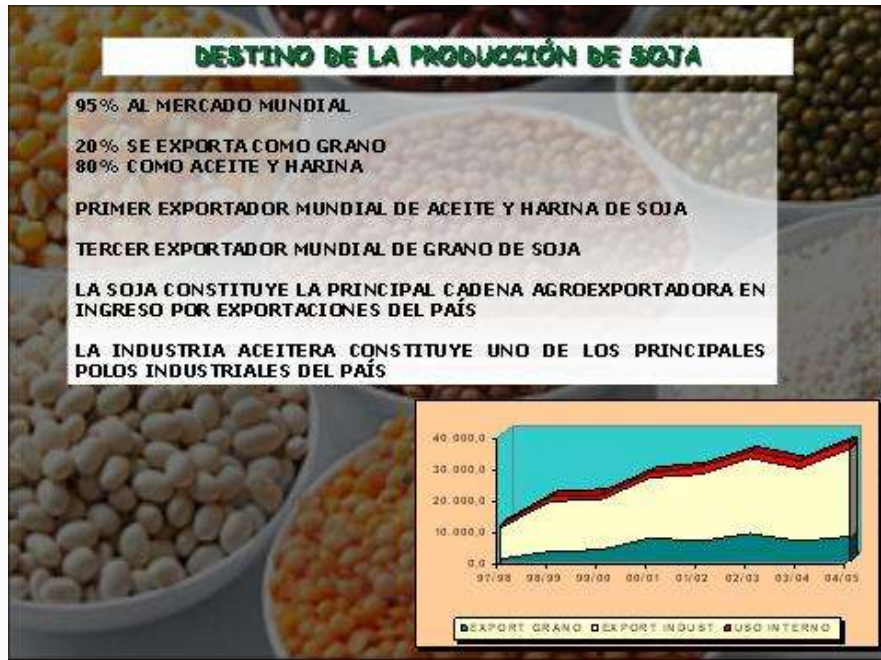 DESTINO DE LA PRODUCCIÓN DE SOJA
95% AL MERCADO MUNDIAL
20% SE EXPORTA COMO GRANO
80% COMO ACEITE Y HARINA
PRIMER EXPORTADOR MUNDIAL DE ACEITE Y HARINA DE SOJA
TERCER EXPORTADOR MUNDIAL DE GRANO DE SOJA
LA SOJA CONSTITUYE LA PRINCIPAL CADENA AGROEXPORTADORA EN
INGRESO POR EXPORTACIONES DEL PAÍS
LA INDUSTRIA ACEITERA CONSTITUYE UNO DE LOS PRINCIPALES
POLOS INDUSTRIALES DEL PAÍS
40.000,0
30.000,0
20.000,0
10.000,0
0,0
97/98 98/99 99/00 00/01 01/02 02/03 03/04 04/05
EXPORT GRANO EXPORT INDUST USO INTERNO